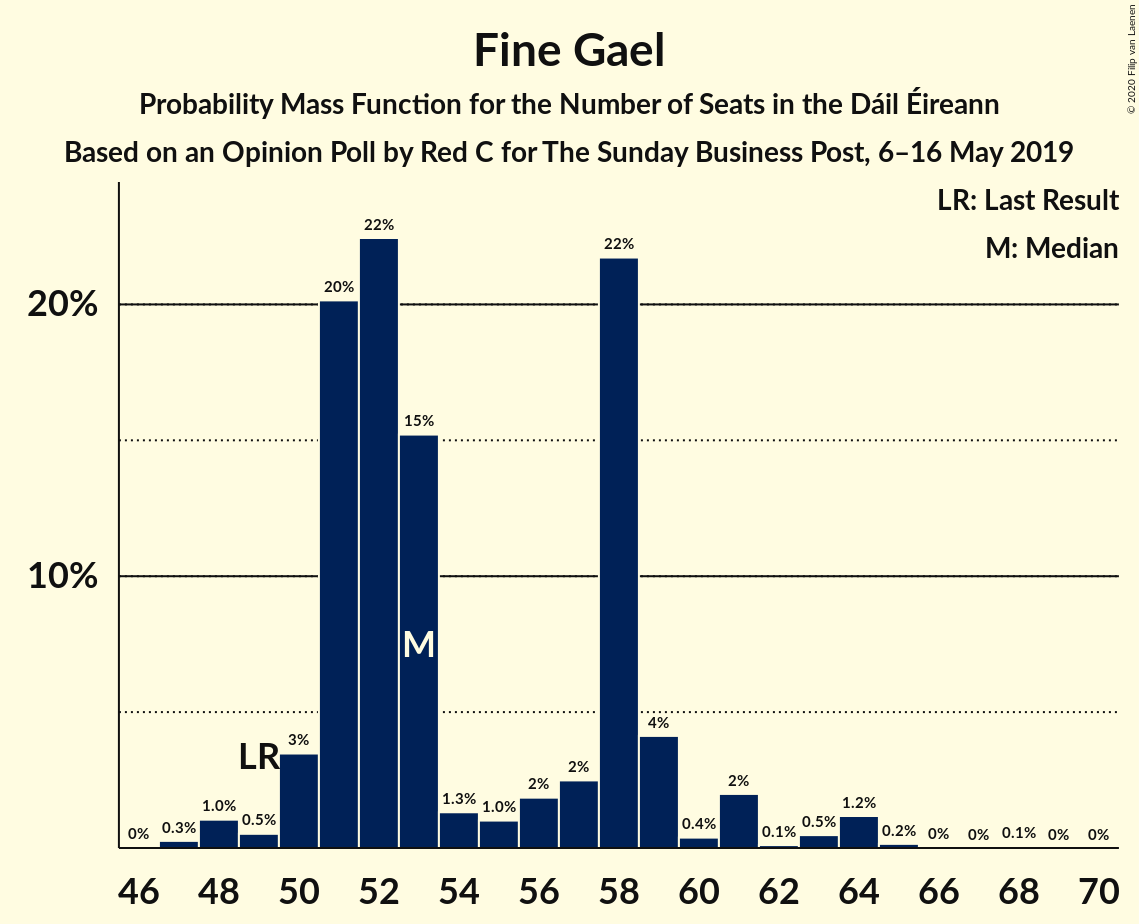 Fine Gael
Probability Mass Function for the Number of Seats in the Dáil Éireann
Based on an Opinion Poll by Red C for The Sunday Business Post, 6–16 May 2019
© 2020 Filip van Laenen
LR: Last Result
M: Median
20%
10%
0% 0.3% 1.0% 0.5% 3% 20% 22% 15% 1.3% 1.0% 2% 2% 22% 4% 0.4% 2% 0.1% 0.5% 1.2% 0.2% 0% 0% 0.1% 0% 0%
LR
M
46 48 50 52 54 56 58 60 62 64 66 68 70